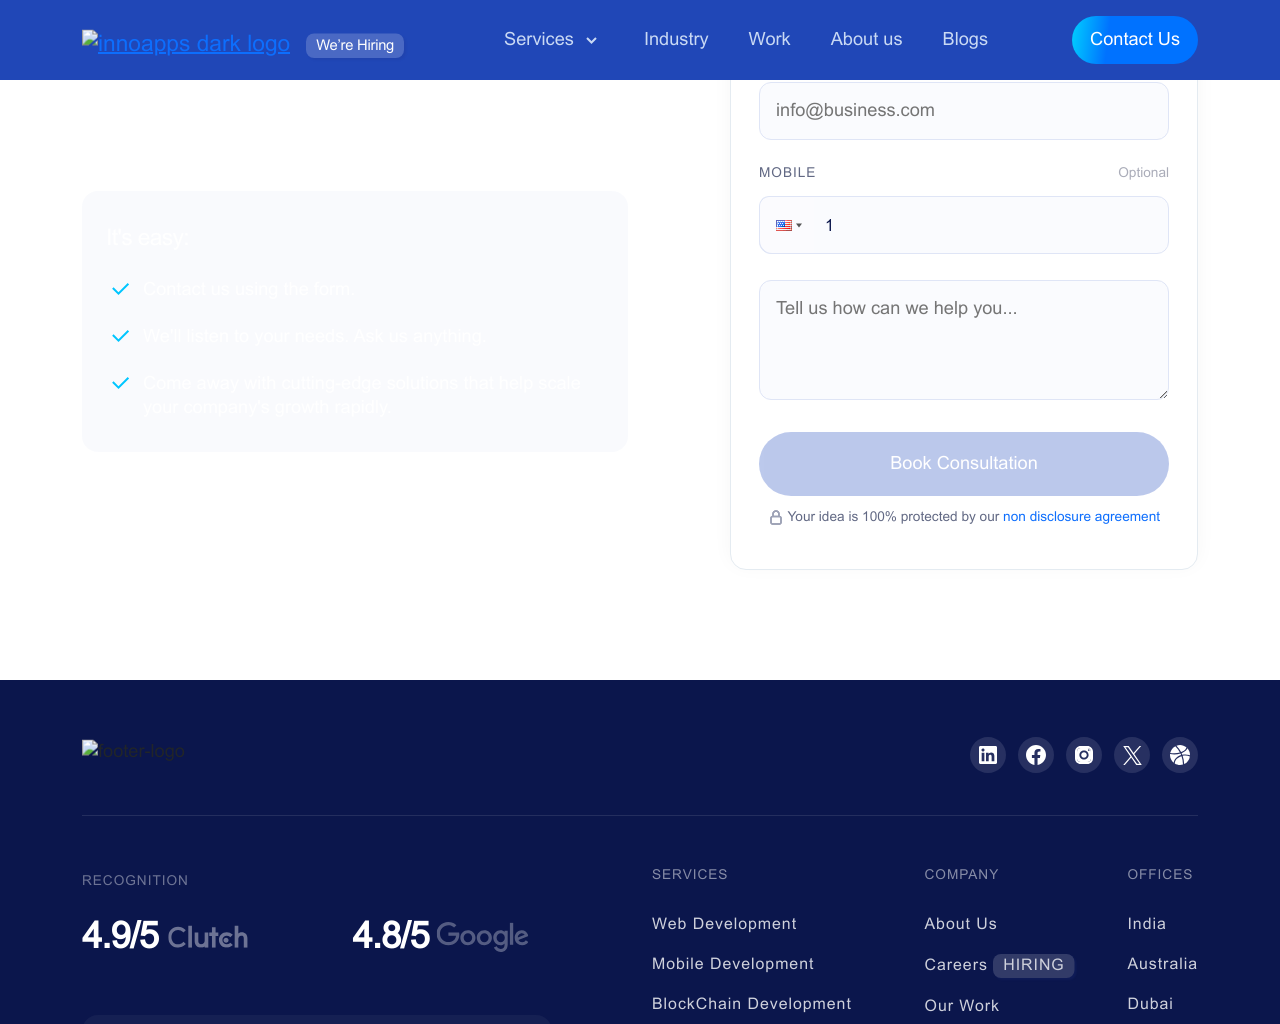 innoapps dark logo
We're Hiring
Services
Industry
Work
About us
Blogs
Contact Us
info@business.com
MOBILE
Optional
1
Tell us how can we help you...
Book Consultation
Your idea is 100% protected by our non disclosure agreement
It's easy.
Contact us using the form
We'll listen to your needs. Ask us anything.
Come away with cutting-edge solutions that help scale
your company's growth rapidly.
footer-logo
RECOGNITION
4.9/5 Clutch
4.8/5 Google
SERVICES
Web Development
Mobile Development
BlockChain Development
COMPANY
About Us
Careers HIRING
Our Work
OFFICES
India
Australia
Dubai